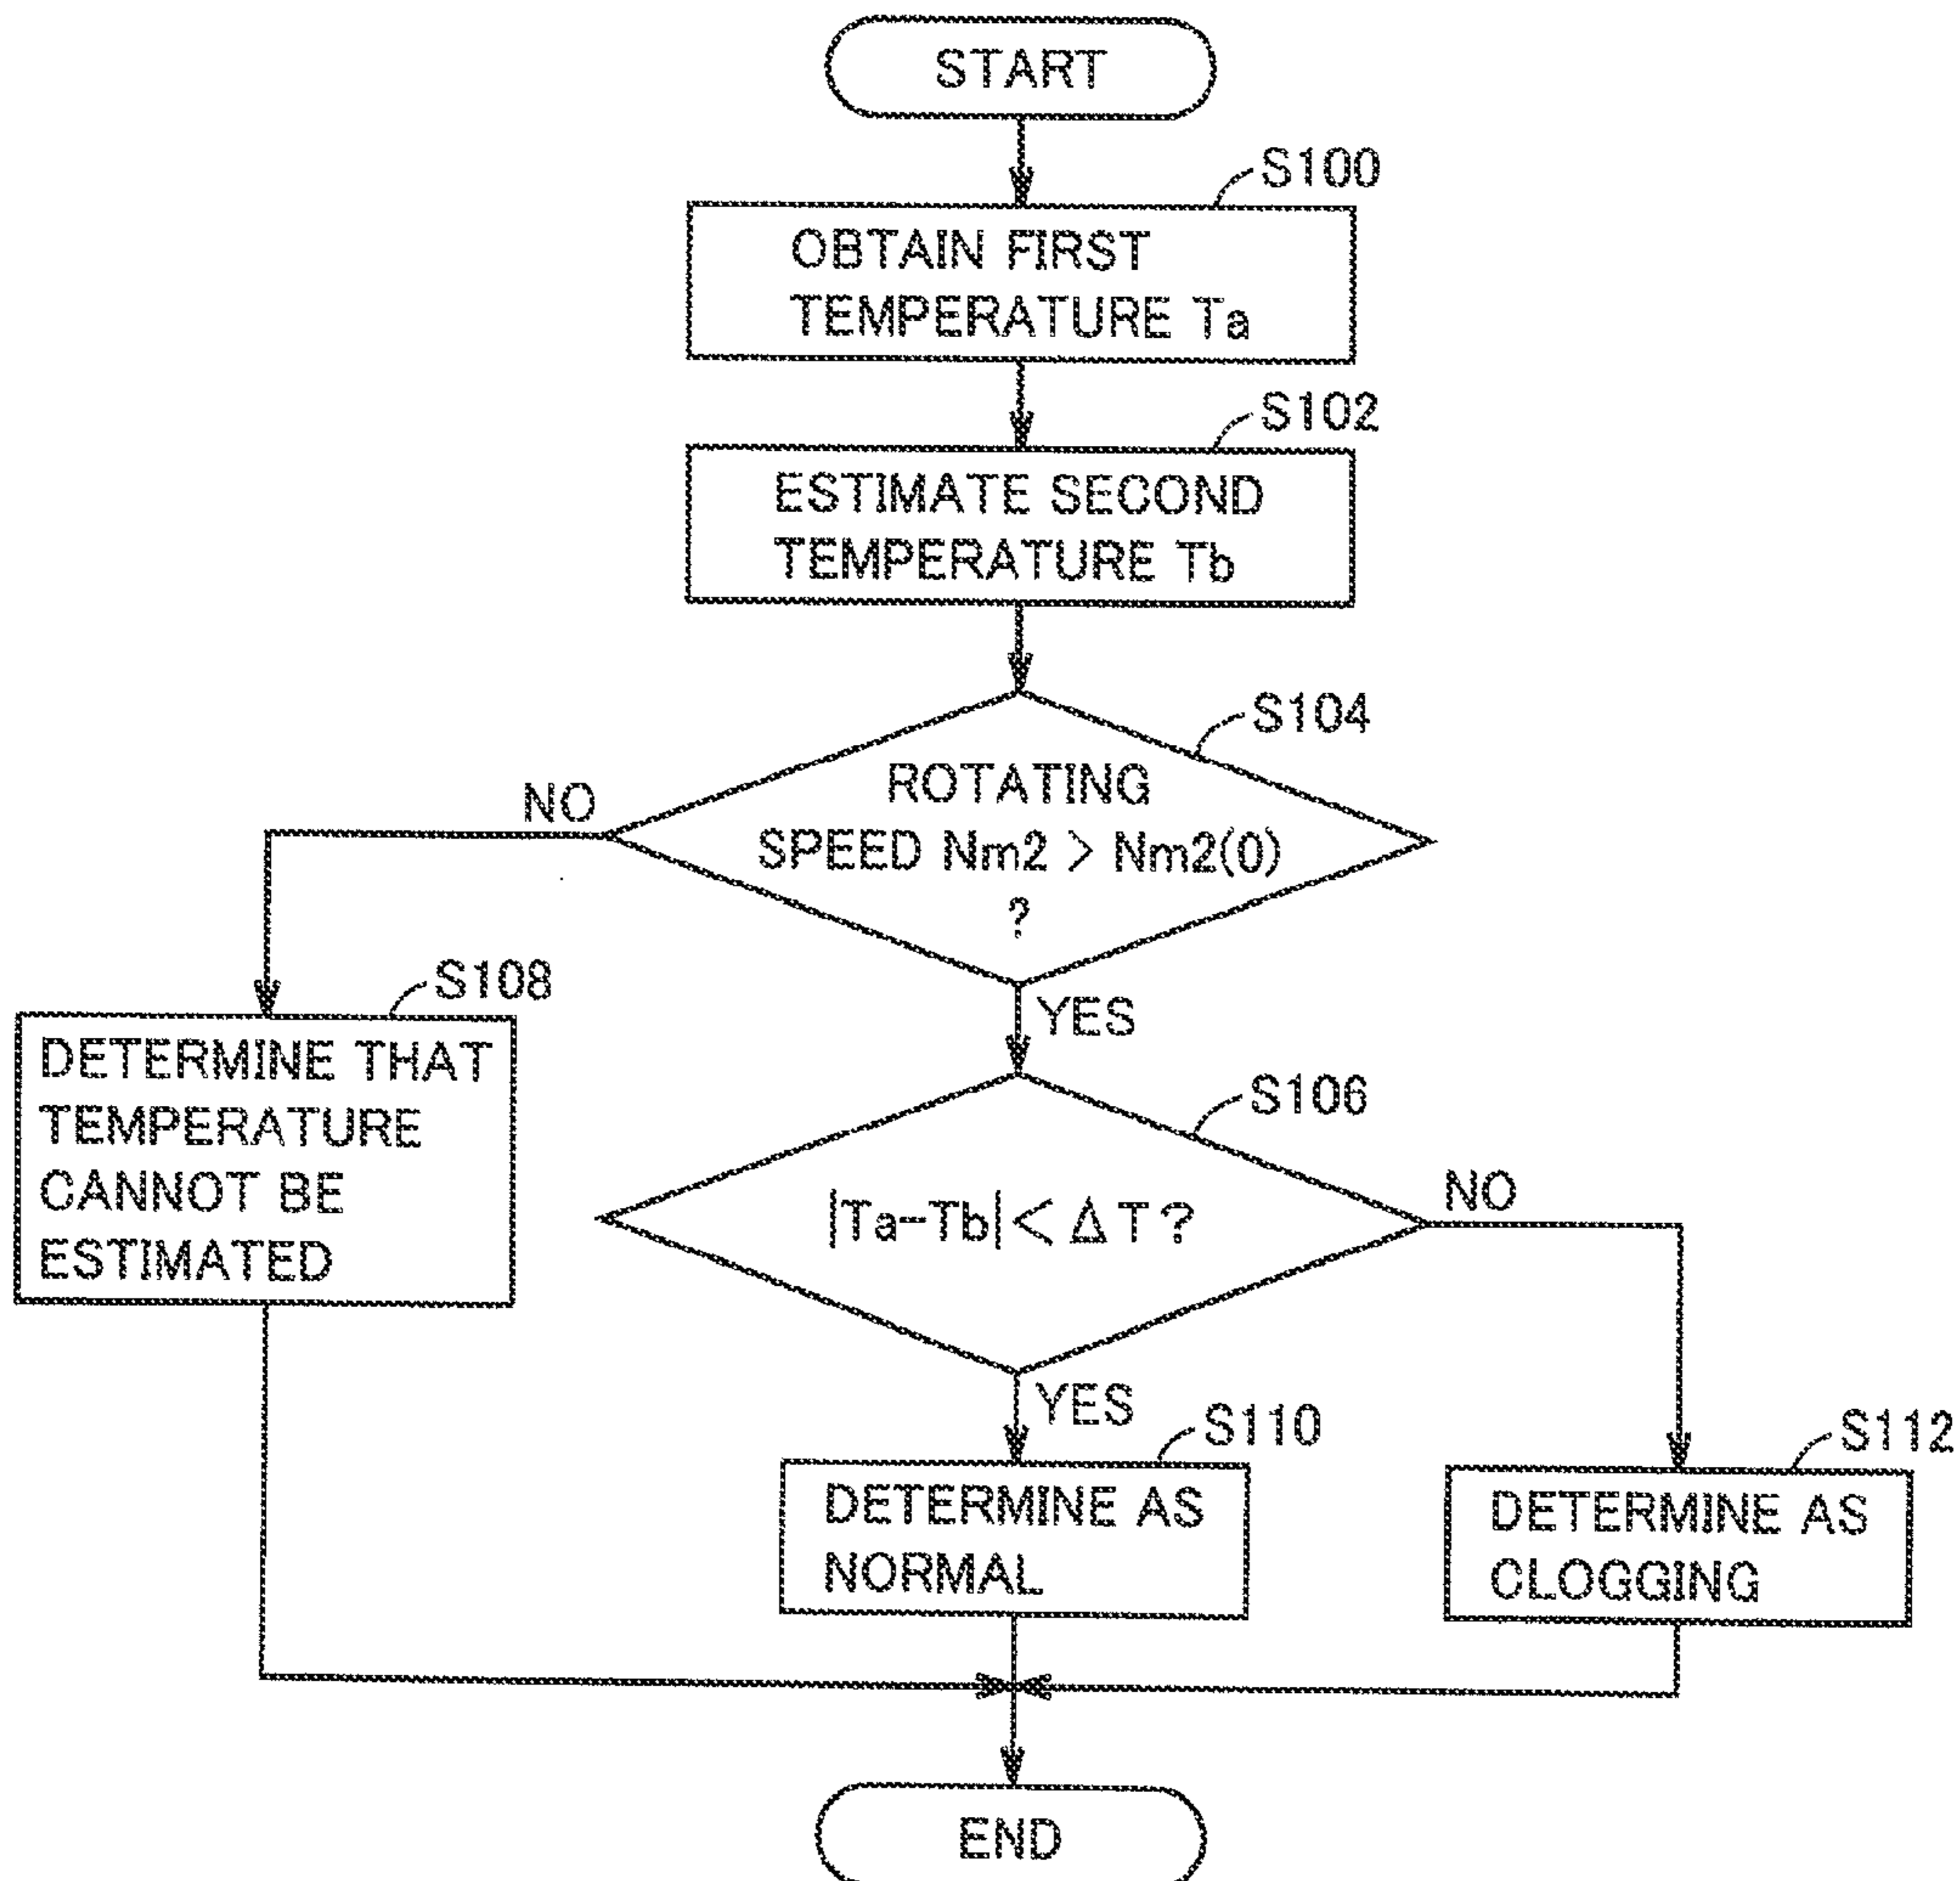 START
S100
OBTAIN FIRST
TEMPERATURE Ta
S102
ESTIMATE SECOND
TEMPERATURE Tb
S104
ROTATING
SPEED Nm2 > Nm2(0)
?
NO
YES
S108
DETERMINE THAT
TEMPERATURE
CANNOT BE
ESTIMATED
S106
|Ta-Tb| < ΔT?
NO
YES
S110
DETERMINE AS
NORMAL
S112
DETERMINE AS
CLOGGING
END